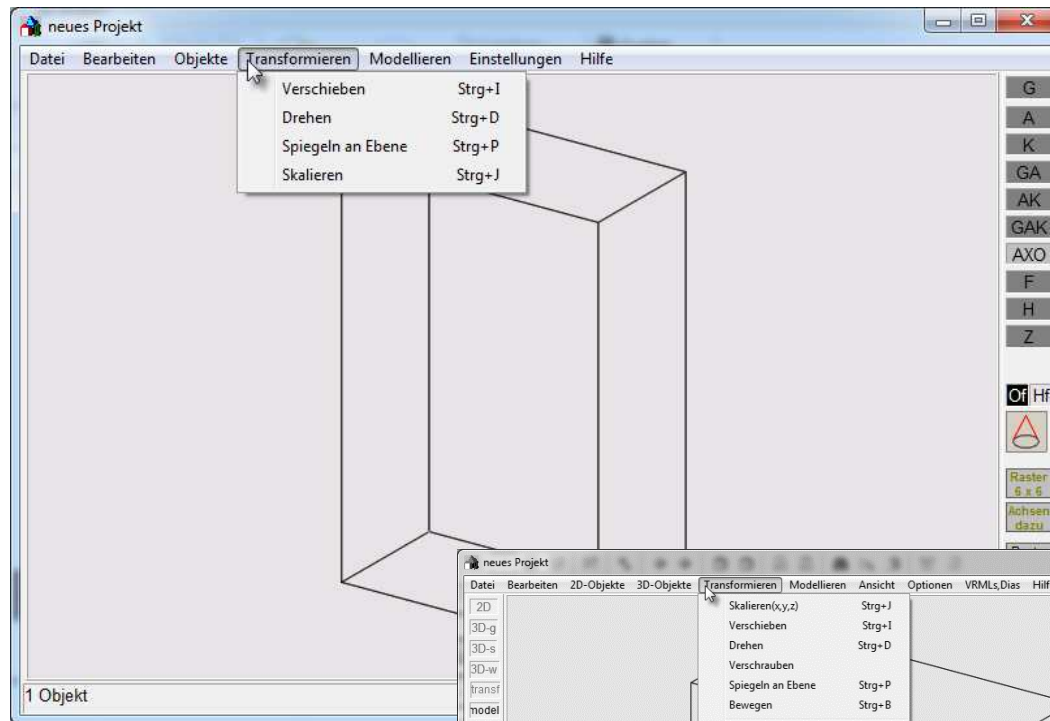 neues Projekt
Datei Bearbeiten Objekte Transformieren Modellieren Einstellungen Hilfe
Verschieben Strg+I
Drehen Strg+D
Spiegeln an Ebene Strg+P
Skalieren Strg+J
G
A
K
GA
AK
GAK
AXO
F
H
Z
Of Hf
Raster
6 x 6
Achsen
dazu
1 Objekt
neues Projekt
Datei Bearbeiten 2D-Objekte 3D-Objekte Transformieren Modellieren Ansicht Optionen VRMLs,Dias Hilf
2D
3D-g
3D-s
3D-w
transf
model
Skalieren(x,y,z) Strg+J
Verschieben Strg+I
Drehen Strg+D
Verschrauben
Spiegeln an Ebene Strg+P
Bewegen Strg+B